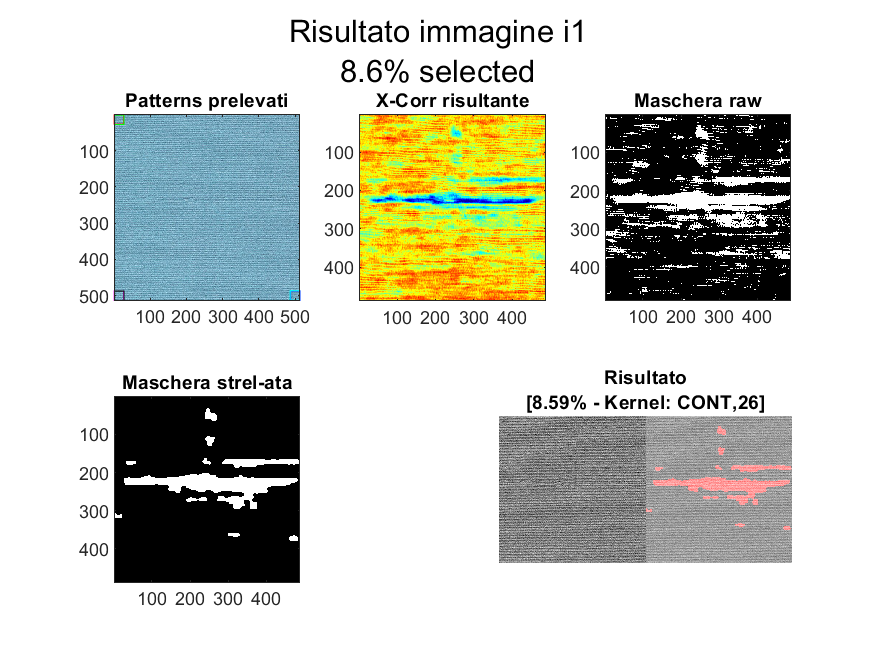 Risultato immagine i1
8.6% selected
Patterns prelevati
100
200
300
400
500
100 200 300 400 500
X-Corr risultante
100
200
300
400
100 200 300 400
Maschera raw
100
200
300
400
100 200 300 400
Maschera strel-ata
100
200
300
400
100 200 300 400
Risultato
[8.59% - Kernel: CONT,26]